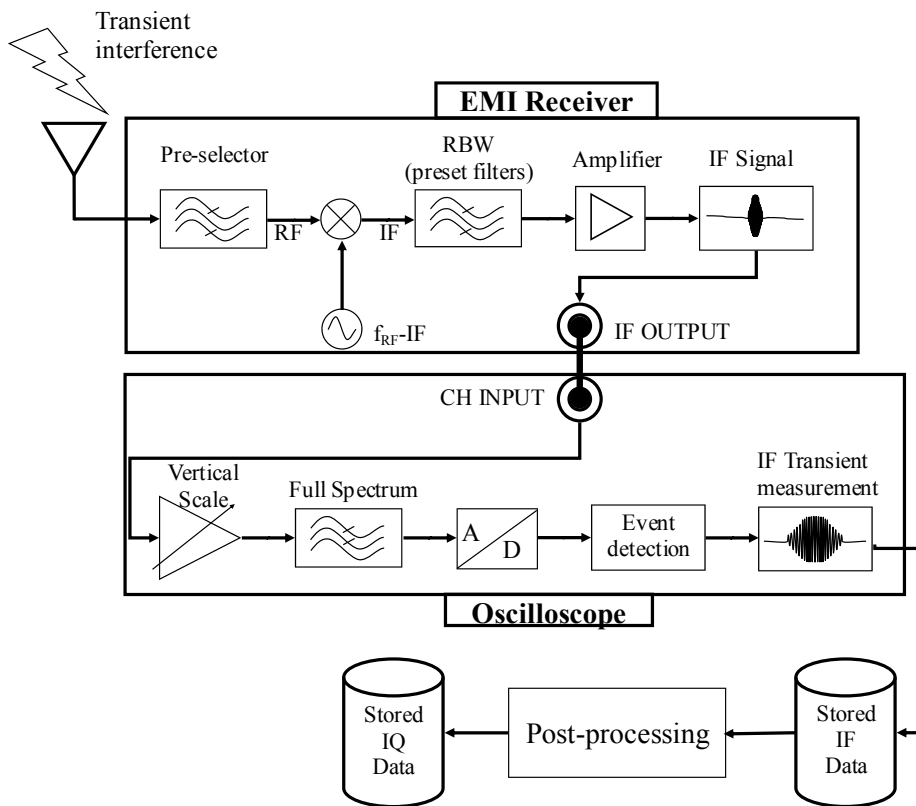 Transient
interference
EMI Receiver
Pre-selector
RBW
(preset filters)
Amplifier
IF Signal
RF
IF
f_RF-IF
IF OUTPUT
CH INPUT
Vertical
Scale
Full Spectrum
A
D
Event
detection
IF Transient
measurement
Oscilloscope
Stored
IQ
Data
Post-processing
Stored
IF
Data